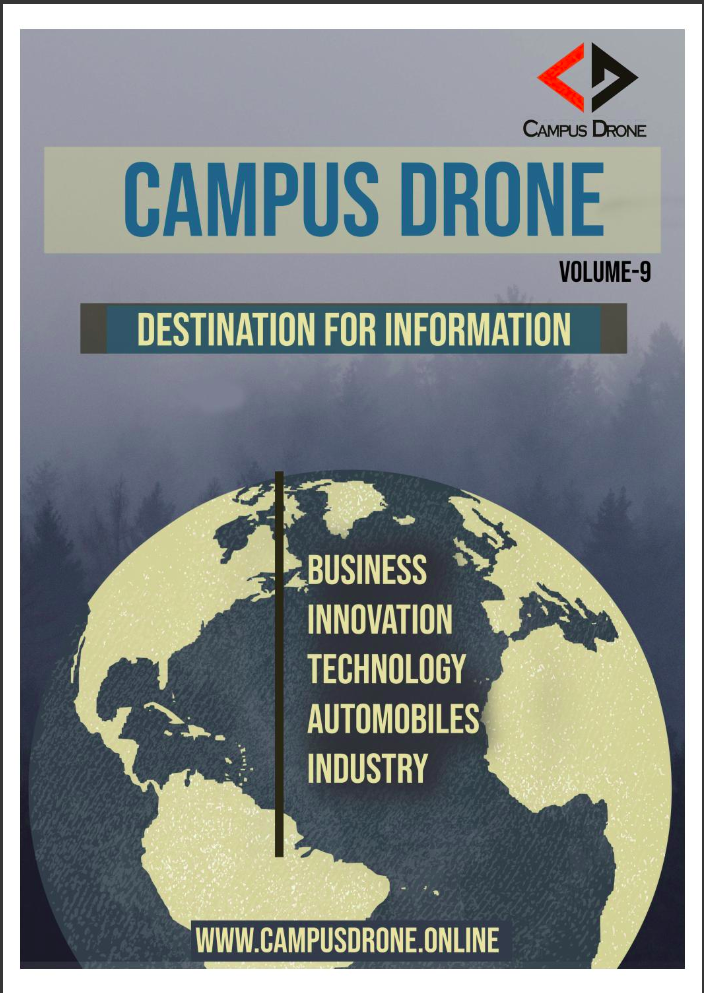 CAMPUS DRONE
CAMPUS DRONE
VOLUME-9
DESTINATION FOR INFORMATION
BUSINESS
INNOVATION
TECHNOLOGY
AUTOMOBILES
INDUSTRY
WWW.CAMPUSDRONE.ONLINE